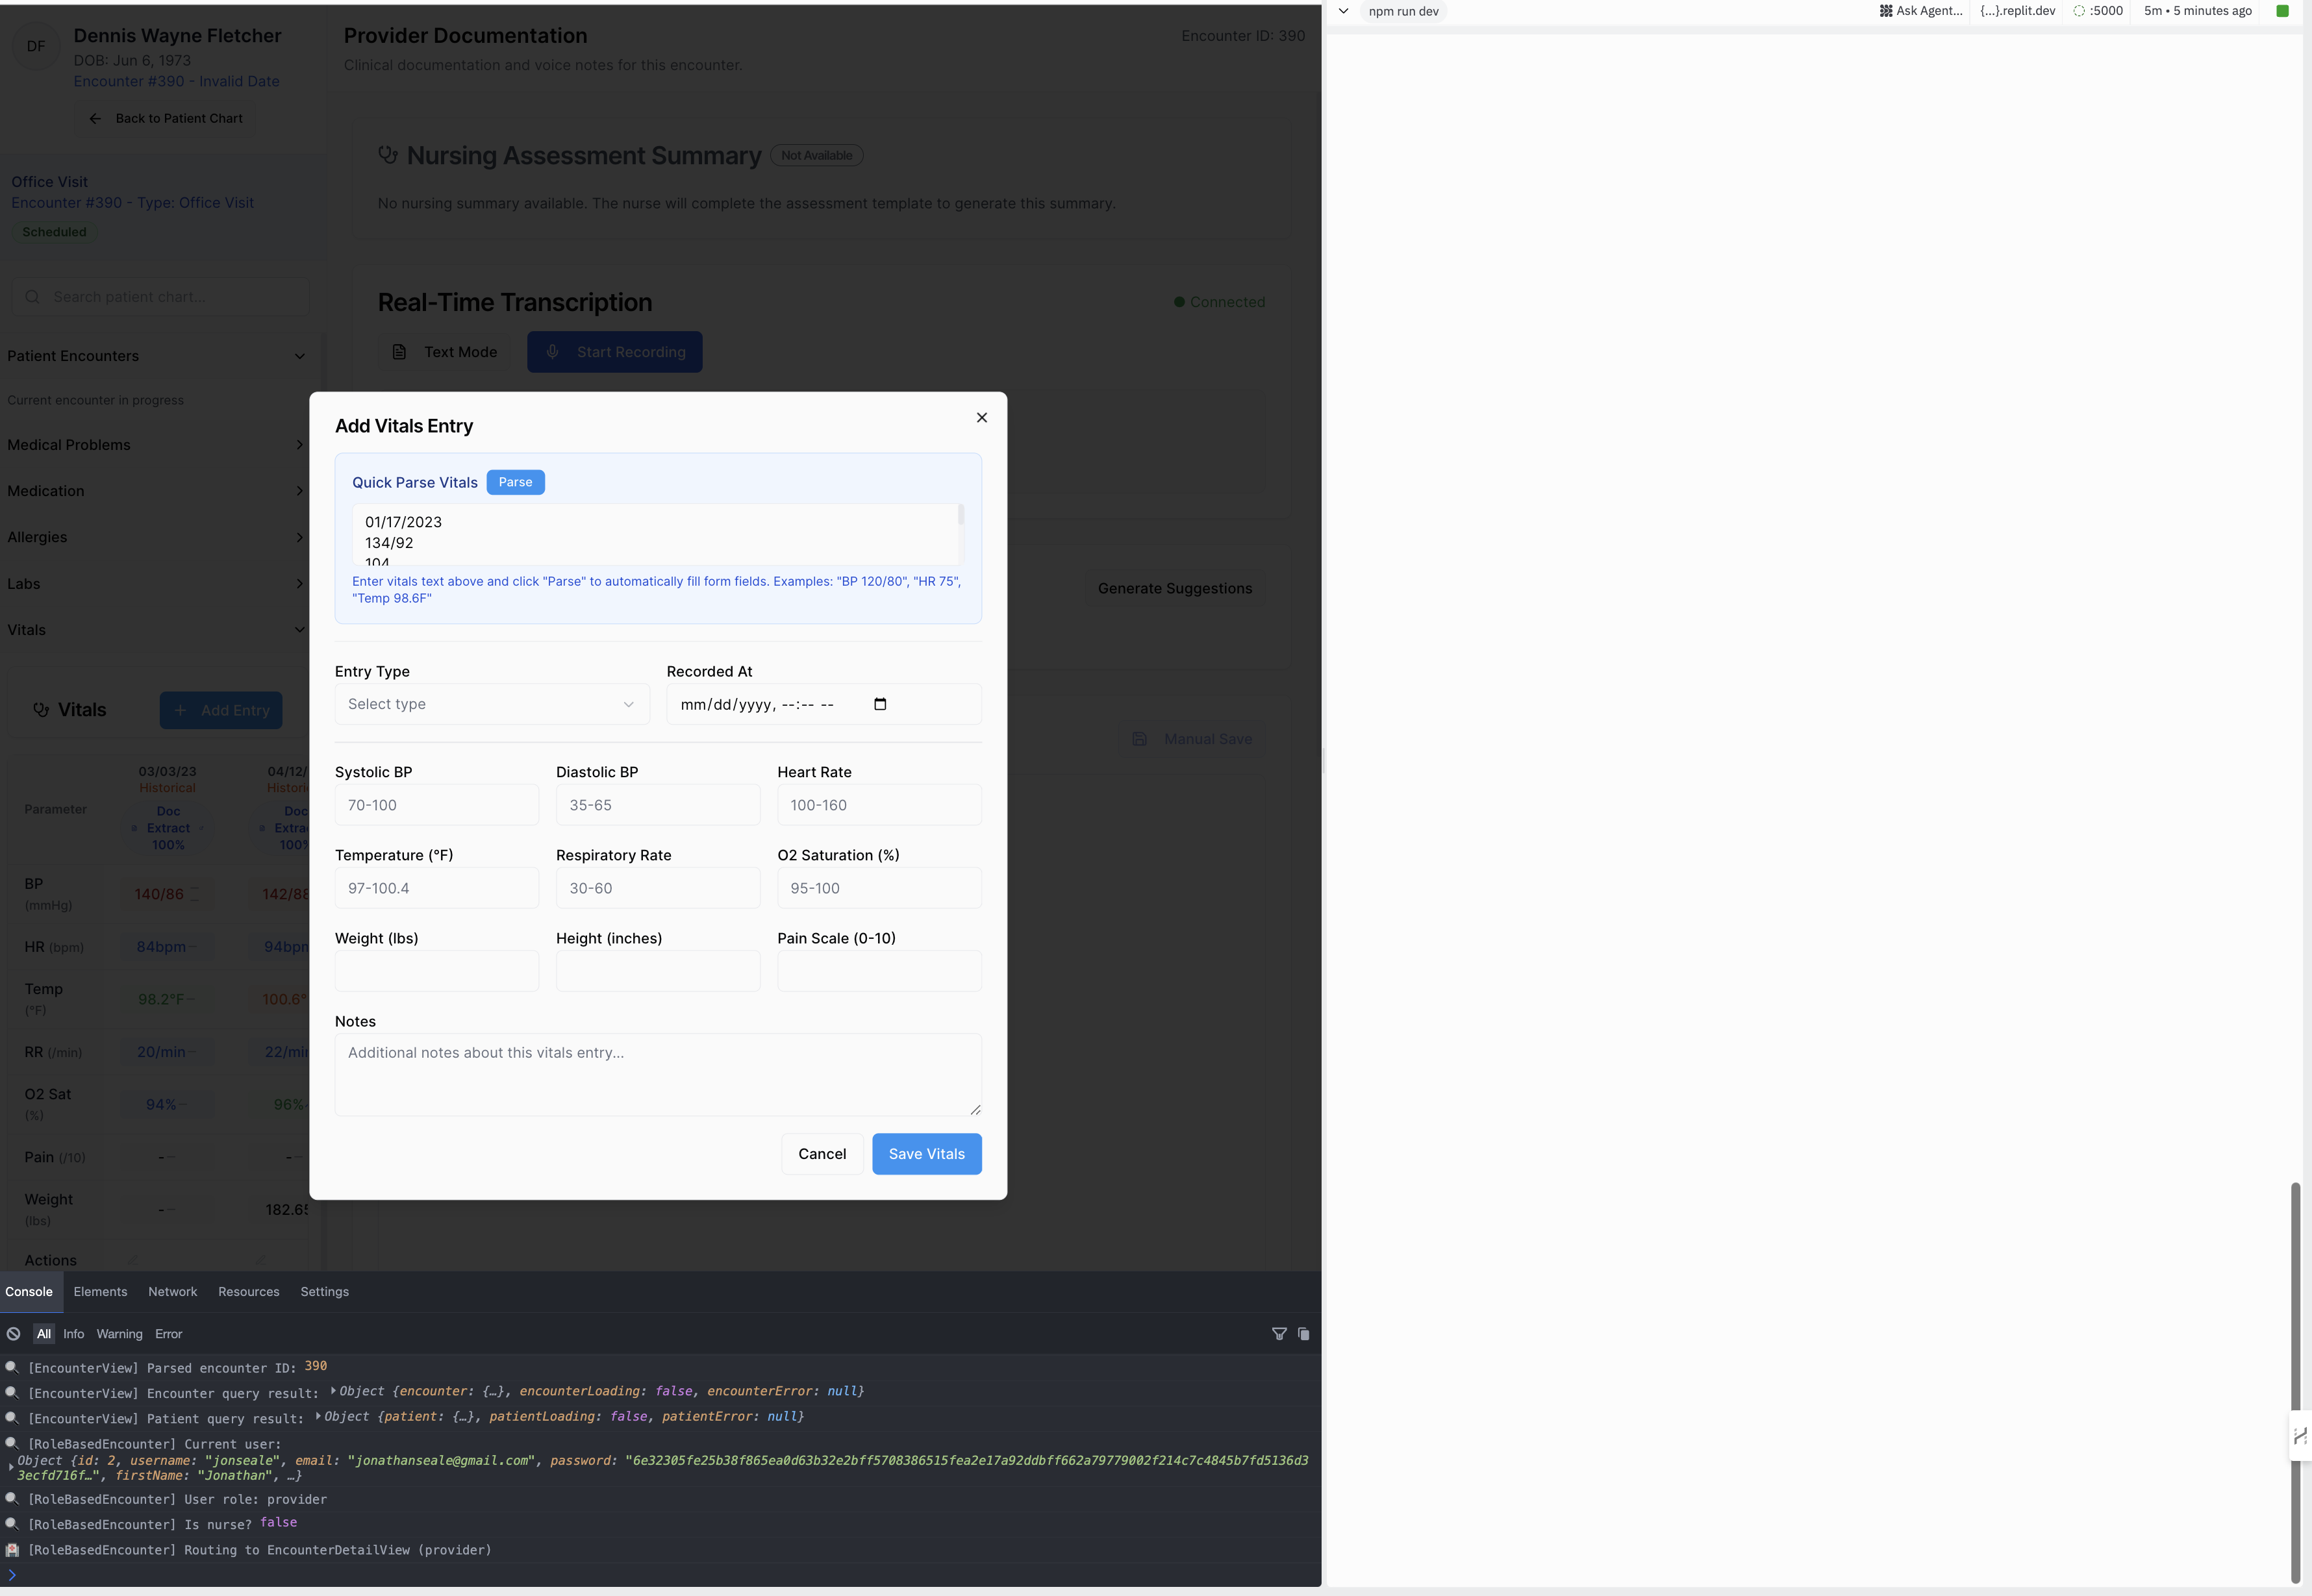 DF
Dennis Wayne Fletcher
DOB: Jun 6, 1973
Encounter #390 - Invalid Date
Back to Patient Chart
Office Visit
Encounter #390 - Type: Office Visit
Scheduled
Search patient chart...
Patient Encounters
Current encounter in progress
Medical Problems
Medication
Allergies
Labs
Vitals
Vitals
Add Entry
Parameter
03/03/23
Historical
Doc
Extract
100%
04/12/
Histori
Doc
Extra
100%
BP
(mmHg)
140/86
142/88
HR (bpm)
84bpm
94bpm
Temp
(°F)
98.2°F
100.6°
RR (/min)
20/min
22/min
O2 Sat
(%)
94%
96%
Pain (/10)
-
-
Weight
(lbs)
-
182.65
Actions
Provider Documentation
Encounter ID: 390
Clinical documentation and voice notes for this encounter.
Nursing Assessment Summary
Not Available
No nursing summary available. The nurse will complete the assessment template to generate this summary.
Real-Time Transcription
Connected
Text Mode
Start Recording
Generate Suggestions
Manual Save
Add Vitals Entry
Quick Parse Vitals
Parse
01/17/2023
134/92
104
Enter vitals text above and click "Parse" to automatically fill form fields. Examples: "BP 120/80", "HR 75",
"Temp 98.6F"
Entry Type
Recorded At
Select type
mm/dd/yyyy, --:-- --
Systolic BP
Diastolic BP
Heart Rate
70-100
35-65
100-160
Temperature (°F)
Respiratory Rate
O2 Saturation (%)
97-100.4
30-60
95-100
Weight (lbs)
Height (inches)
Pain Scale (0-10)
Notes
Additional notes about this vitals entry...
Cancel
Save Vitals
Console
Elements
Network
Resources
Settings
All
Info
Warning
Error
[EncounterView] Parsed encounter ID: 390
[EncounterView] Encounter query result: Object {encounter: {…}, encounterLoading: false, encounterError: null}
[EncounterView] Patient query result: Object {patient: {…}, patientLoading: false, patientError: null}
[RoleBasedEncounter] Current user:
Object {id: 2, username: "jonseale", email: "jonathanseale@gmail.com", password: "6e32305fe25b38f865ea0d63b32e2bff5708386515fea2e17a92ddbff662a79779002f214c7c4845b7fd5136d3
3ecfd716f…", firstName: "Jonathan", …}
[RoleBasedEncounter] User role: provider
[RoleBasedEncounter] Is nurse? false
[RoleBasedEncounter] Routing to EncounterDetailView (provider)
npm run dev
Ask Agent...
{...}.replit.dev
:5000
5m • 5 minutes ago